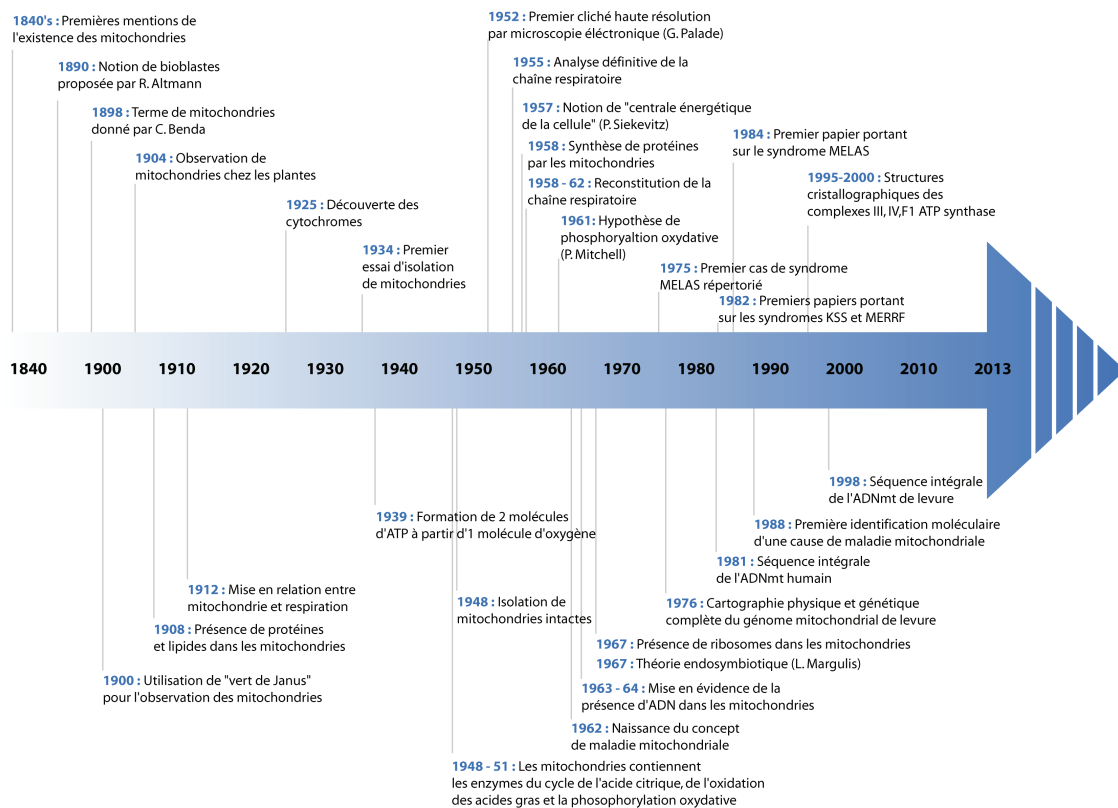 1840's : Premières mentions de
l'existence des mitochondries
1890 : Notion de bioblastes
proposée par R. Altmann
1898 : Terme de mitochondries
donné par C. Benda
1904 : Observation de
mitochondries chez les plantes
1925 : Découverte des
cytochromes
1934 : Premier
essai d'isolation
de mitochondries
1952 : Premier cliché haute résolution
par microscopie éléctronique (G. Palade)
1955 : Analyse définitive de la
chaîne respiratoire
1957 : Notion de "centrale énergétique
de la cellule" (P. Siekevitz)
1958 : Synthèse de protéines
par les mitochondries
1958 - 62 : Reconstitution de la
chaîne respiratoire
1961: Hypothèse de
phosphoryaltion oxydative
(P. Mitchell)
1975 : Premier cas de syndrome
MELAS répertorié
1982 : Premiers papiers portant
sur les syndromes KSS et MERRF
1984 : Premier papier portant
sur le syndrome MELAS
1995-2000 : Structures
cristallographiques des
complexes III, IV,F1 ATP synthase
1840 1900 1910 1920 1930 1940 1950 1960 1970 1980 1990 2000 2010 2013
1900 : Utilisation de "vert de Janus"
pour l'observation des mitochondries
1908 : Présence de protéines
et lipides dans les mitochondries
1912 : Mise en relation entre
mitochondrie et respiration
1939 : Formation de 2 molécules
d'ATP à partir d'1 molécule d'oxygène
1948 - 51 : Les mitochondries contiennent
les enzymes du cycle de l'acide citrique, de l'oxidation
des acides gras et la phosophorylation oxydative
1948 : Isolation de
mitochondries intactes
1962 : Naissance du concept
de maladie mitochondriale
1963 - 64 : Mise en évidence de la
présence d'ADN dans les mitochondries
1967 : Présence de ribosomes dans les mitochondries
1967 : Théorie endosymbiotique (L. Margulis)
1976 : Cartographie physique et génétique
complète du génome mitochondrial de levure
1981 : Séquence intégrale
de l'ADNmt humain
1988 : Première identification moléculaire
d'une cause de maladie mitochondriale
1998 : Séquence intégrale
de l'ADNmt de levure